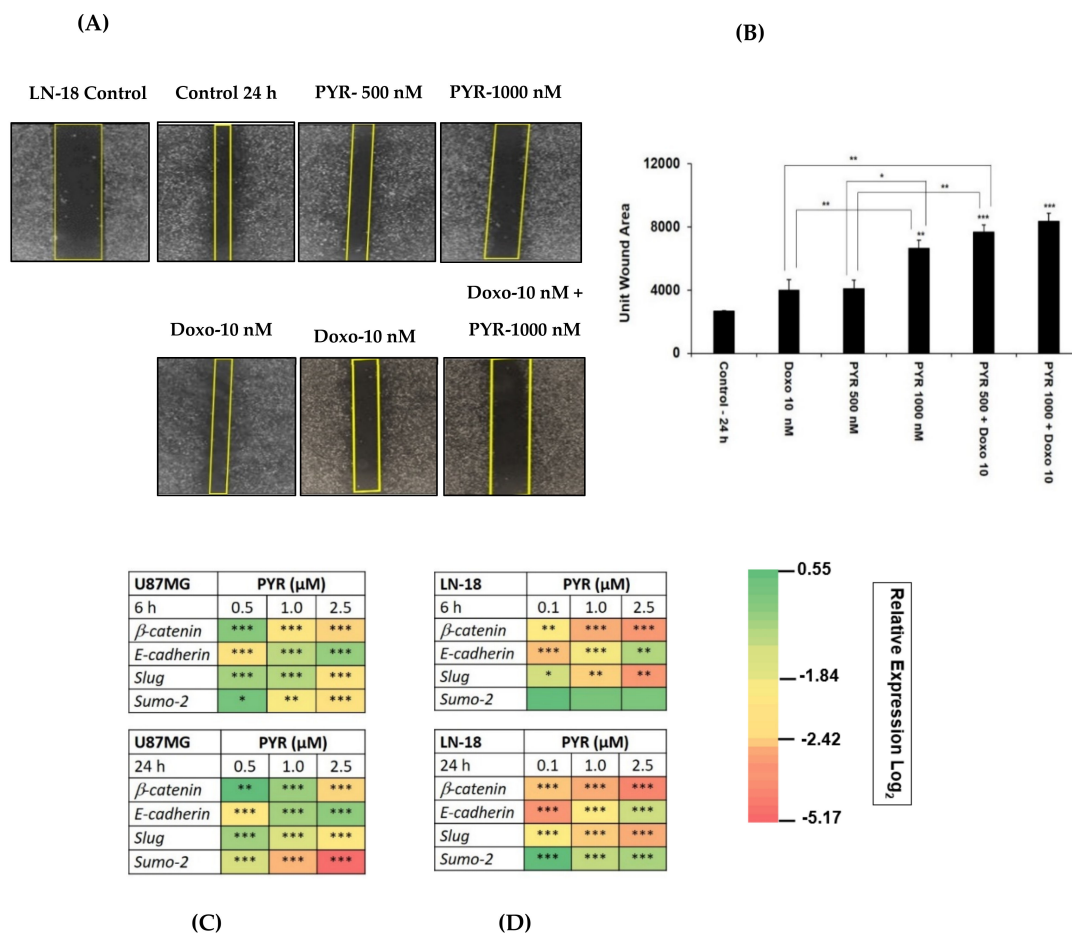 (A)
(B)
LN-18 Control Control 24 h PYR- 500 nM PYR-1000 nM
Doxo-10 nM +
Doxo-10 nM Doxo-10 nM PYR-1000 nM
Unit Wound Area
12000
8000
4000
0
**
*
**
**
**
***
***
Control - 24 h
Doxo 10 nM
PYR 500 nM
PYR 1000 nM
PYR 500 + Doxo 10
PYR 1000 + Doxo 10
U87MG PYR (µM)
6 h 0.5 1.0 2.5
β-catenin *** *** ***
E-cadherin *** *** ***
Slug *** *** ***
Sumo-2 * ** ***
U87MG PYR (µM)
24 h 0.5 1.0 2.5
β-catenin ** *** ***
E-cadherin *** *** ***
Slug *** *** ***
Sumo-2 *** *** ***
LN-18 PYR (µM)
6 h 0.1 1.0 2.5
β-catenin ** *** ***
E-cadherin *** *** **
Slug * ** **
Sumo-2
LN-18 PYR (µM)
24 h 0.1 1.0 2.5
β-catenin *** *** ***
E-cadherin *** *** ***
Slug *** *** ***
Sumo-2 *** *** ***
0.55
-1.84
-2.42
-5.17
Relative Expression Log2
(C)
(D)